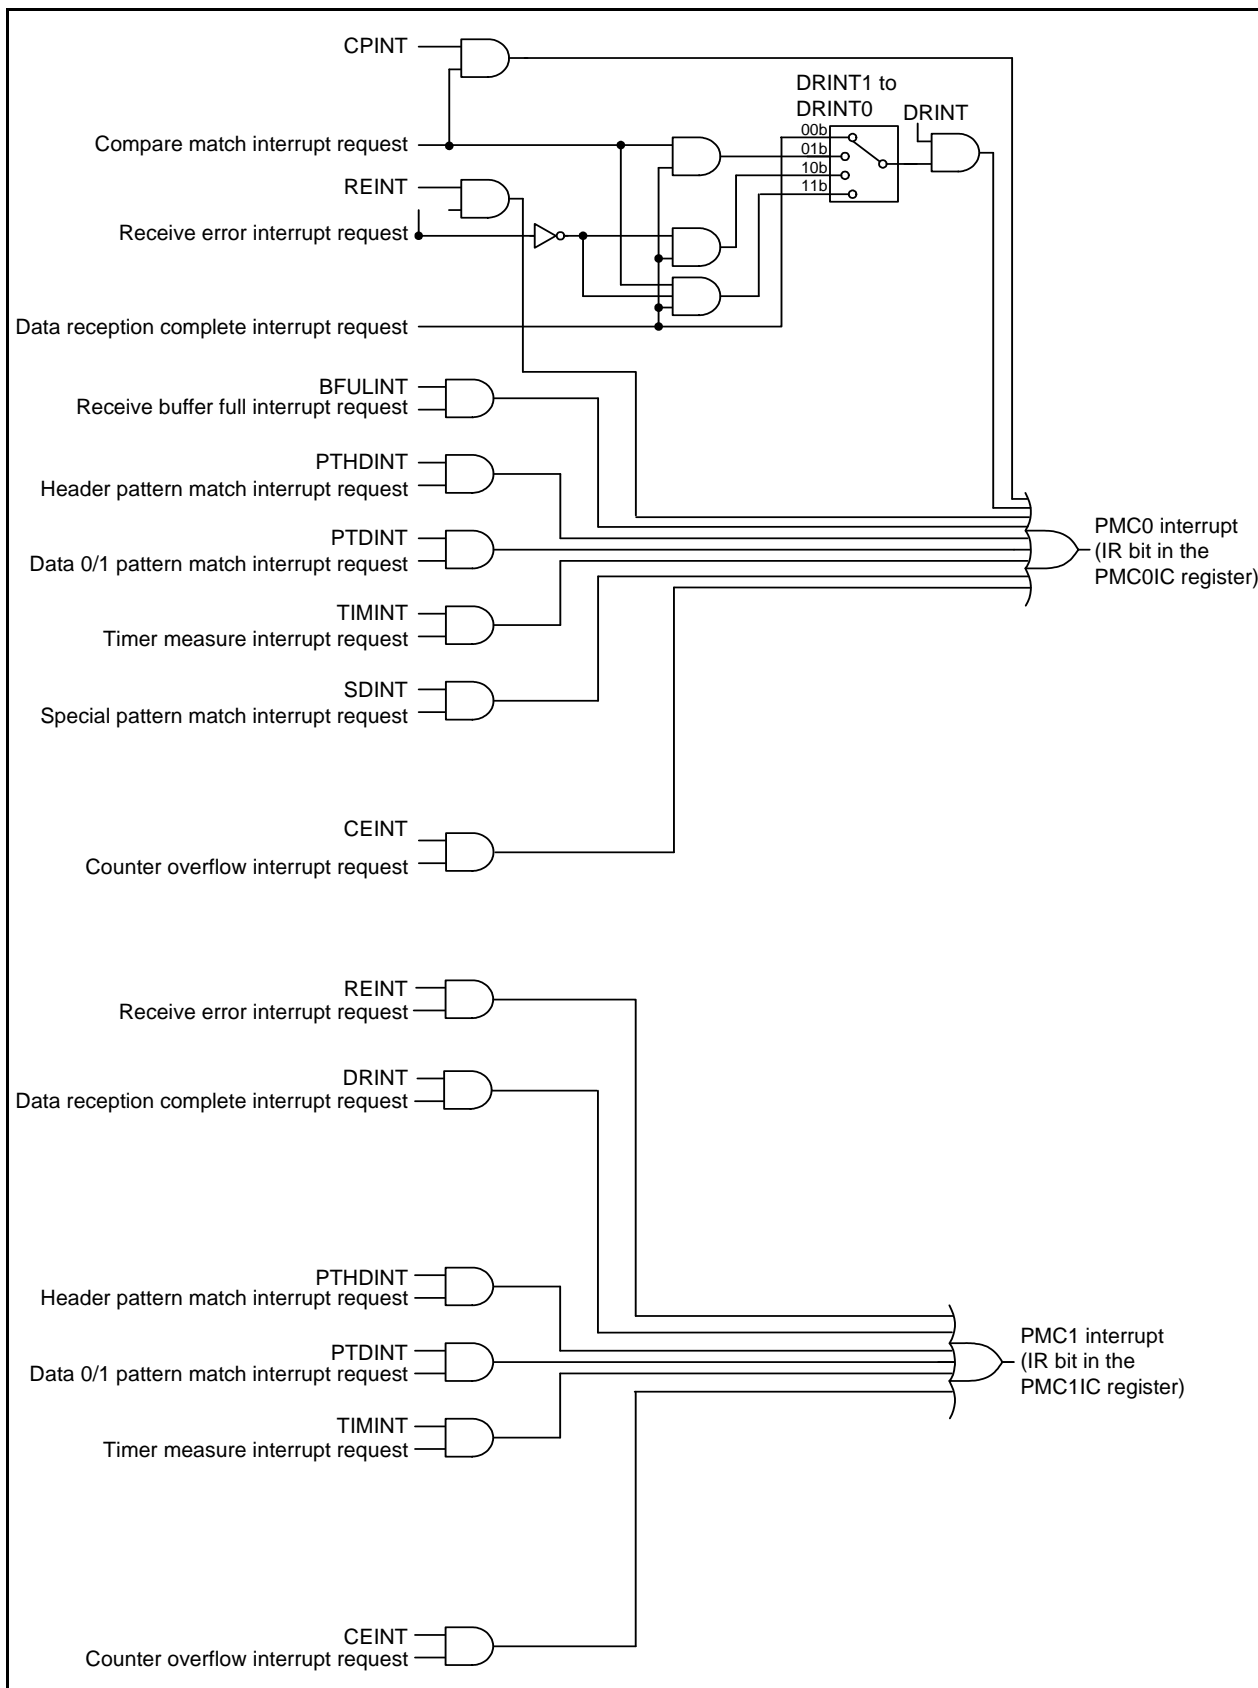 CPINT
DRINT1 to
DRINT0
DRINT
00b
Compare match interrupt request
01b
10b
REINT
11b
Receive error interrupt request
Data reception complete interrupt request
BFULINT
Receive buffer full interrupt request
PTHDINT
Header pattern match interrupt request
PMC0 interrupt
(IR bit in the
PMC0IC register)
PTDINT
Data 0/1 pattern match interrupt request
TIMINT
Timer measure interrupt request
SDINT
Special pattern match interrupt request
CEINT
Counter overflow interrupt request
REINT
Receive error interrupt request
DRINT
Data reception complete interrupt request
PTHDINT
Header pattern match interrupt request
PMC1 interrupt
(IR bit in the
PMC1IC register)
PTDINT
Data 0/1 pattern match interrupt request
TIMINT
Timer measure interrupt request
CEINT
Counter overflow interrupt request